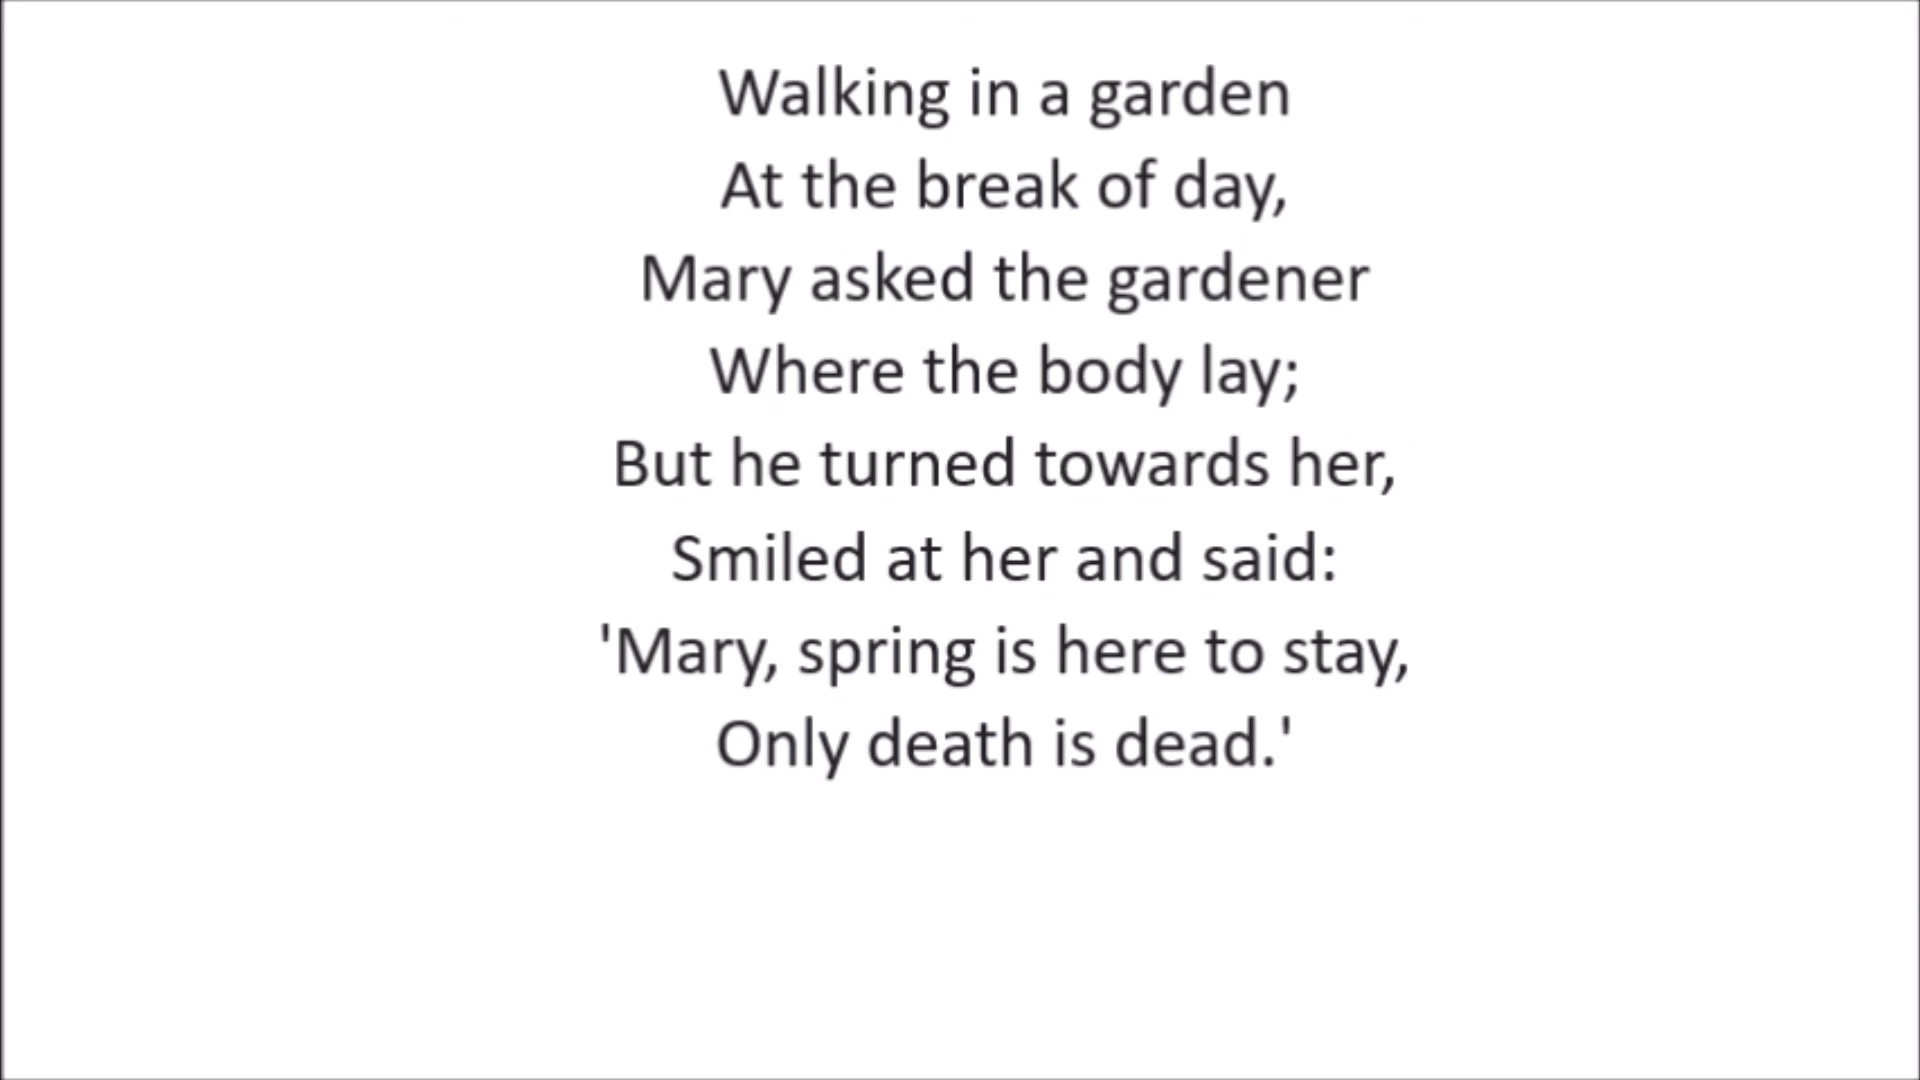 Walking in a garden
At the break of day,
Mary asked the gardener
Where the body lay;
But he turned towards her,
Smiled at her and said:
'Mary, spring is here to stay,
Only death is dead.'